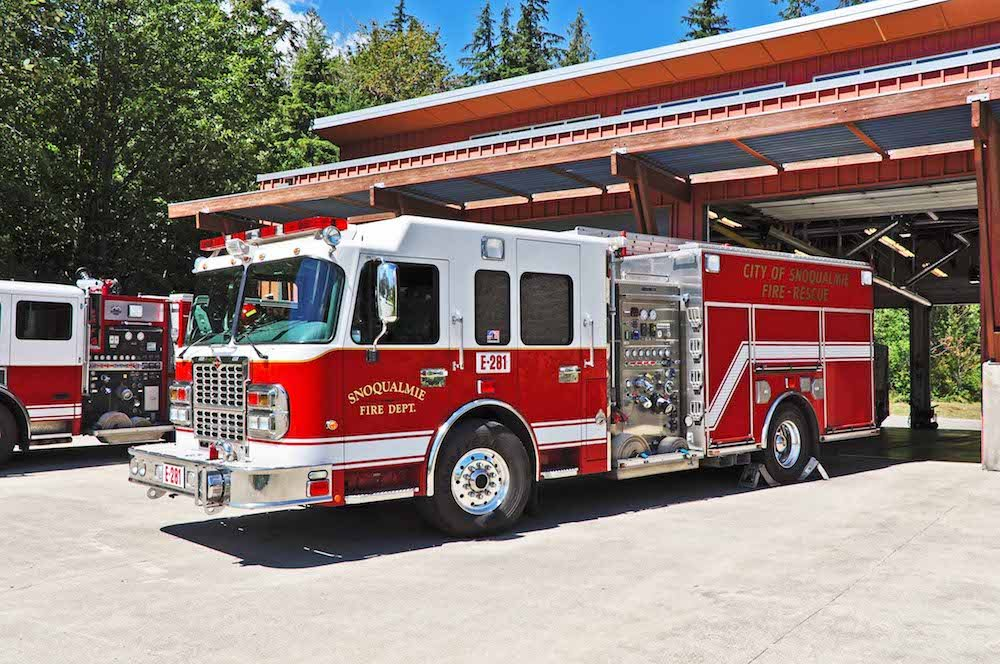 CITY OF SNOQUALMIE
FIRE-RESCUE
E-281
SNOQUALMIE
FIRE DEPT.
E-281